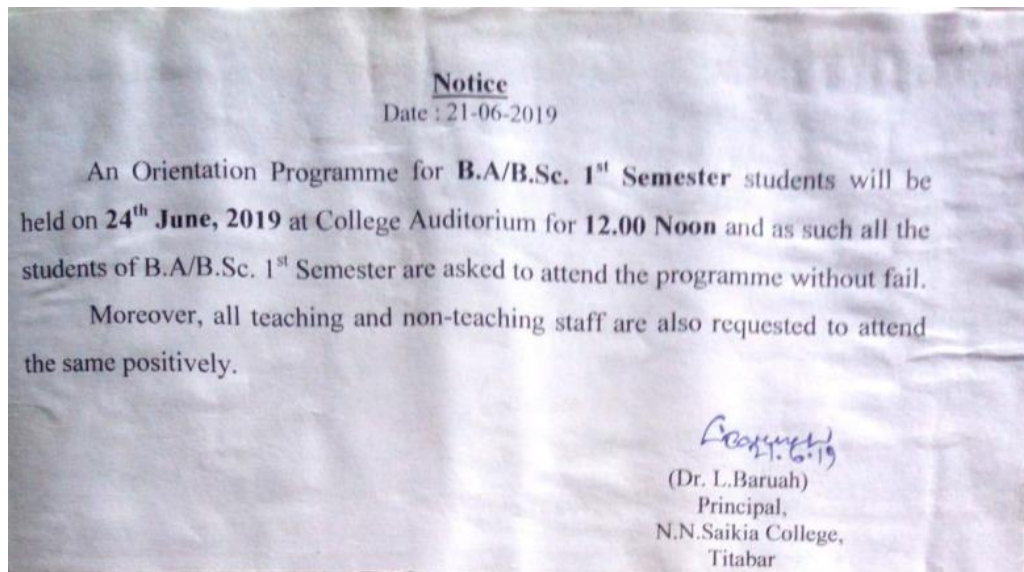 Notice
Date : 21-06-2019
An Orientation Programme for B.A/B.Sc. 1st Semester students will be
held on 24th June, 2019 at College Auditorium for 12.00 Noon and as such all the
students of B.A/B.Sc. 1st Semester are asked to attend the programme without fail.
Moreover, all teaching and non-teaching staff are also requested to attend
the same positively.
21.6.19
(Dr. L.Baruah)
Principal,
N.N.Saikia College,
Titabar